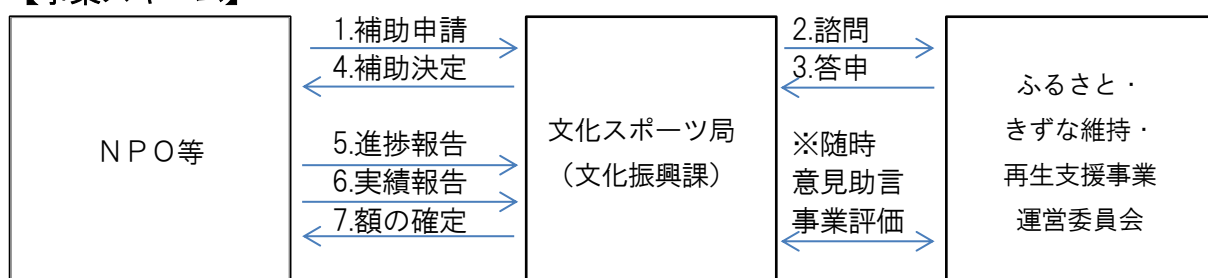 1.補助申請
4.補助決定
5.進捗報告
6.実績報告
7.額の確定
2.諮問
3.答申
※随時
意見助言
事業評価
ＮＰＯ等
文化スポーツ局
（文化振興課）
ふるさと・
きずな維持・
再生支援事業
運営委員会